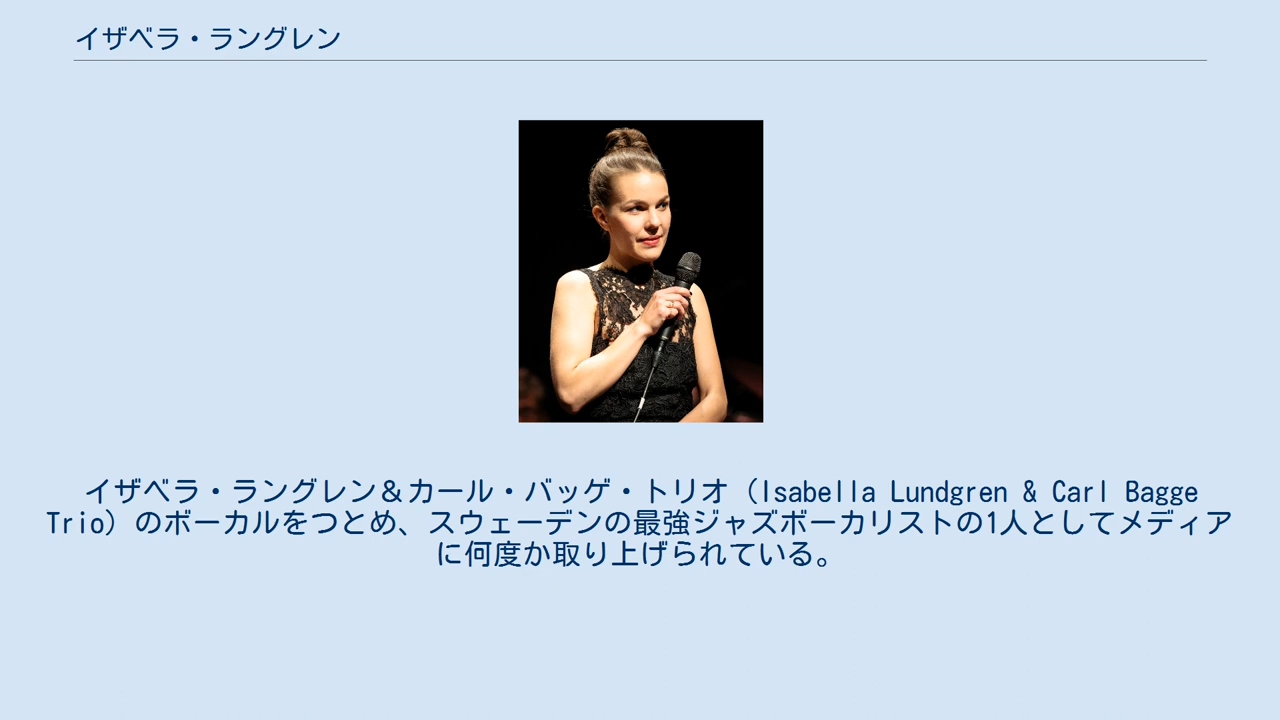 イザベラ・ラングレン
イザベラ・ラングレン＆カール・バッゲ・トリオ（Isabella Lundgren & Carl Bagge
Trio）のボーカルをつとめ、スウェーデンの最強ジャズボーカリストの1人としてメディア
に何度か取り上げられている。